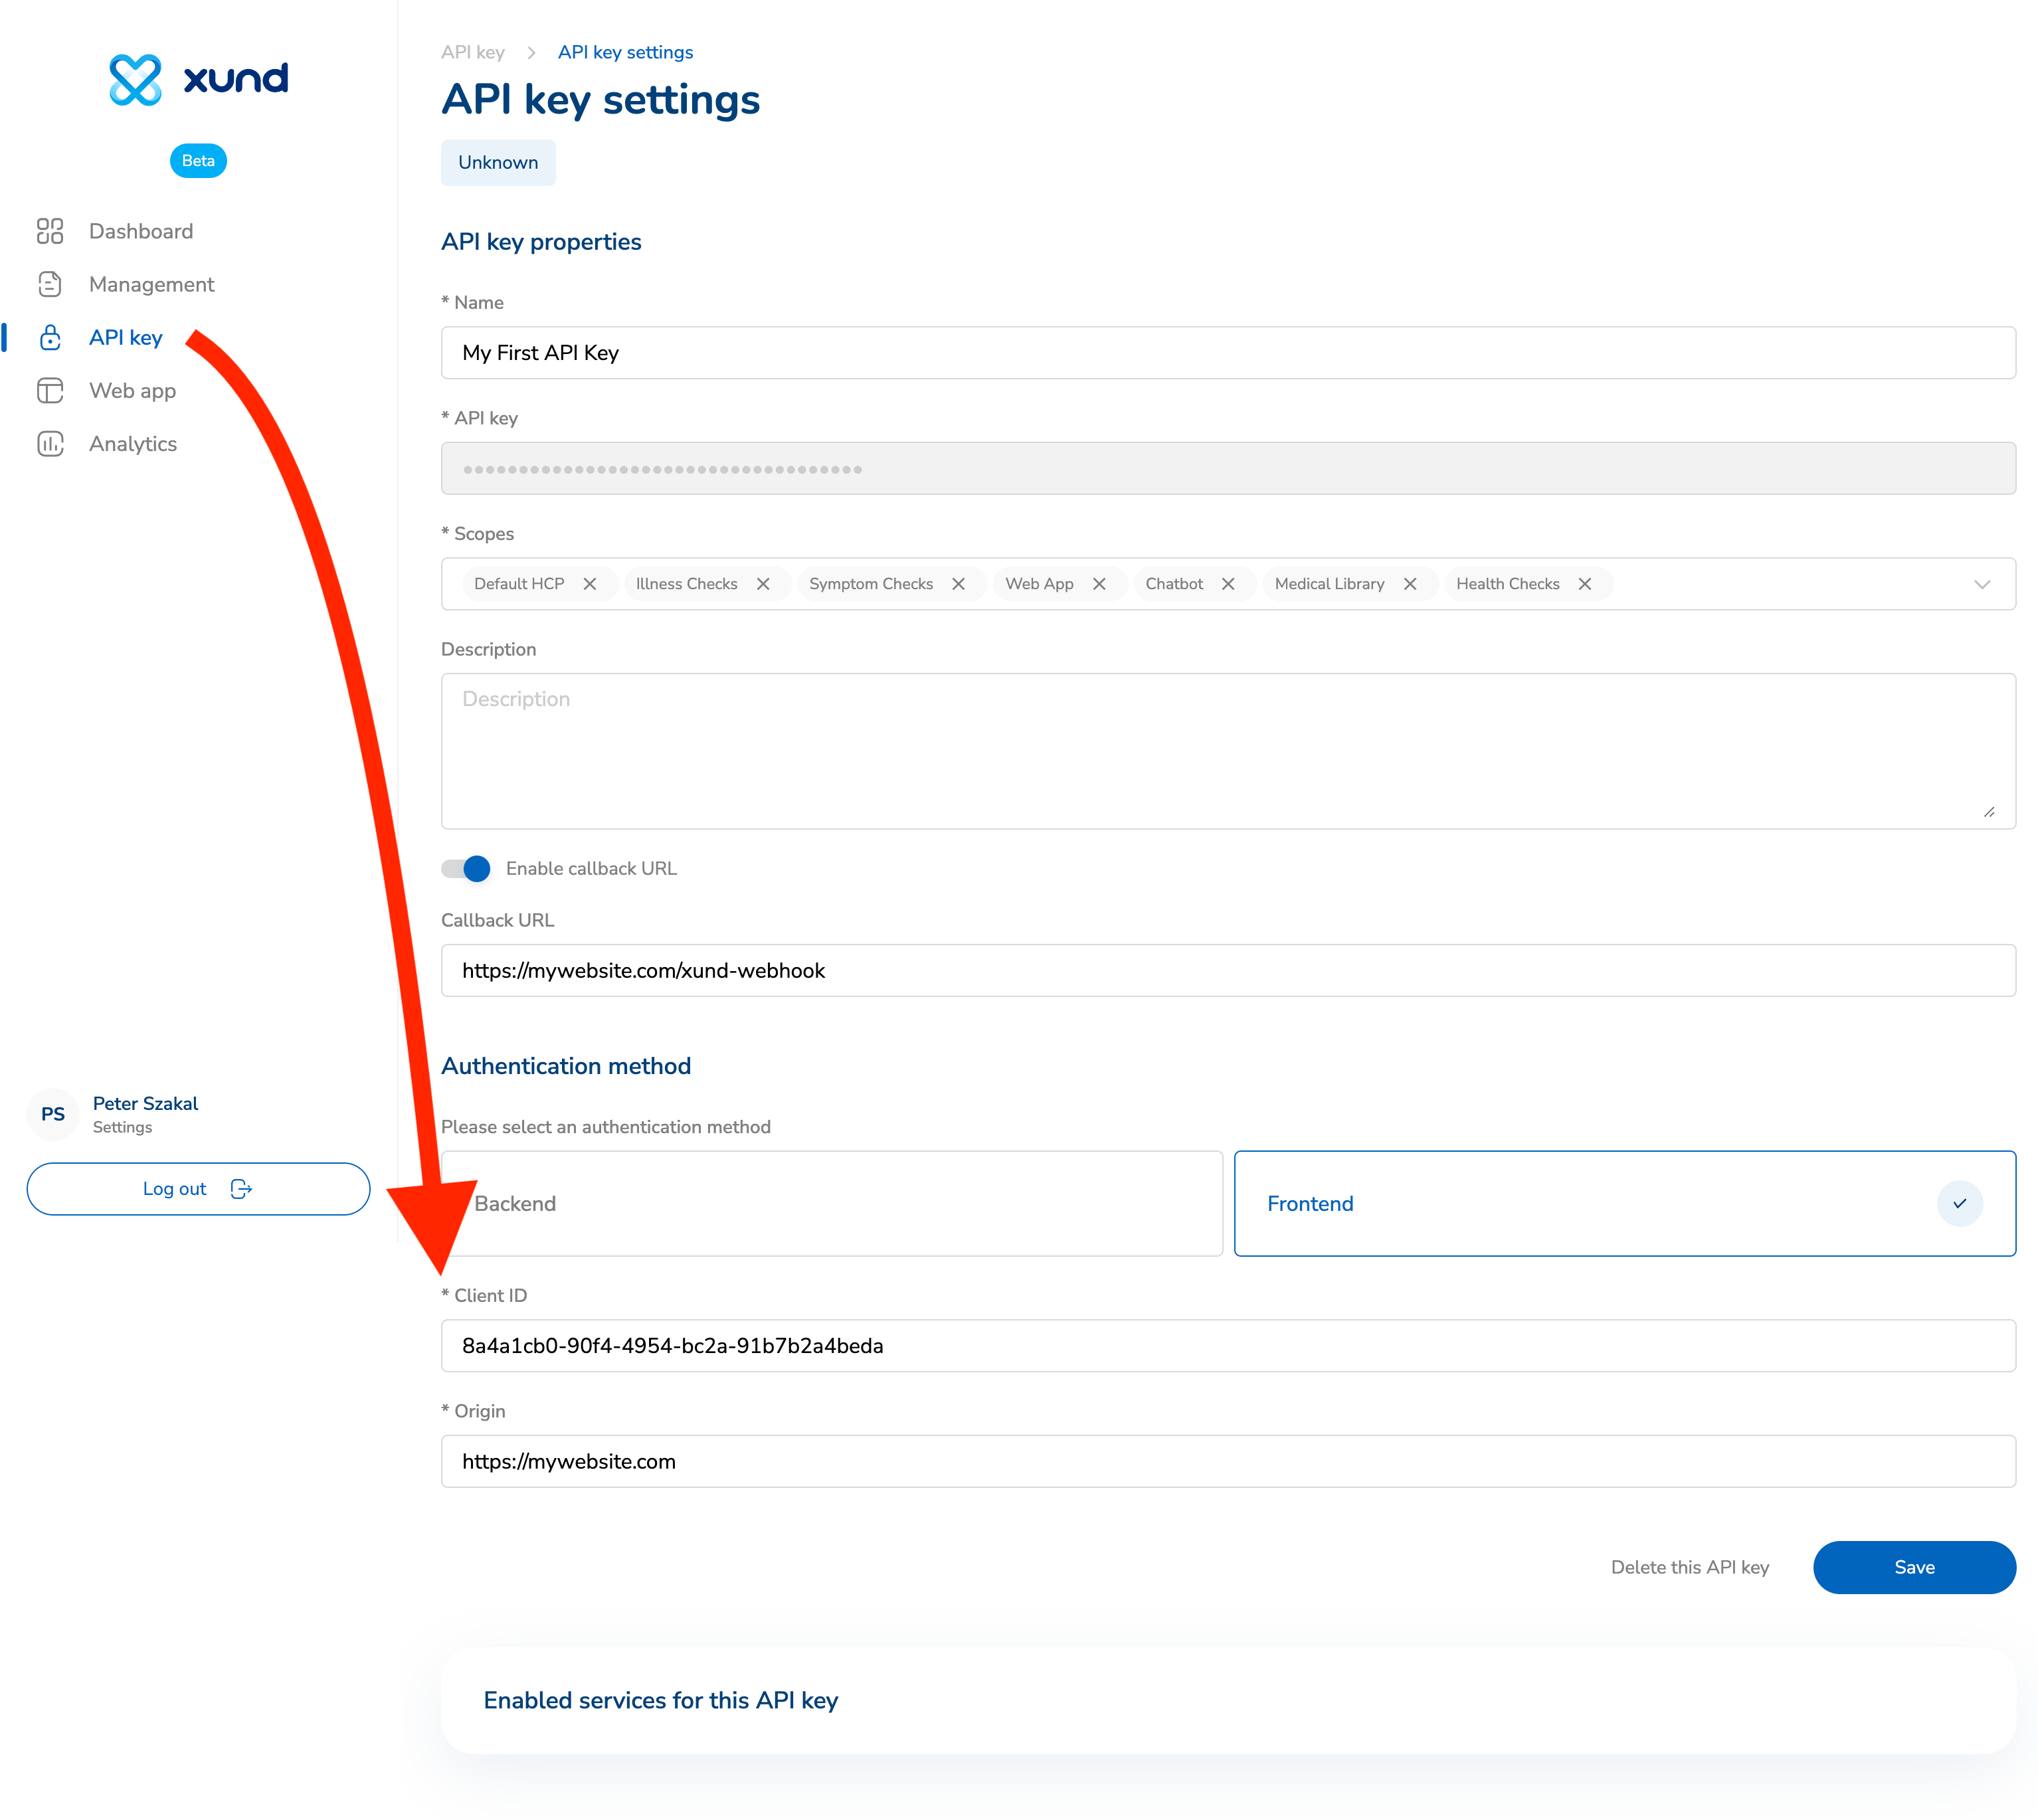 xund
Beta
Dashboard
Management
API key
Web app
Analytics
PS
Peter Szakal
Settings
Log out
API key > API key settings
API key settings
Unknown
API key properties
* Name
My First API Key
* API key
••••••••••••••••••••••••••••••••••••
* Scopes
Default HCP Illness Checks Symptom Checks Web App Chatbot Medical Library Health Checks
Description
Description
Enable callback URL
Callback URL
https://mywebsite.com/xund-webhook
Authentication method
Please select an authentication method
Backend Frontend
* Client ID
8a4a1cb0-90f4-4954-bc2a-91b7b2a4beda
* Origin
https://mywebsite.com
Delete this API key Save
Enabled services for this API key